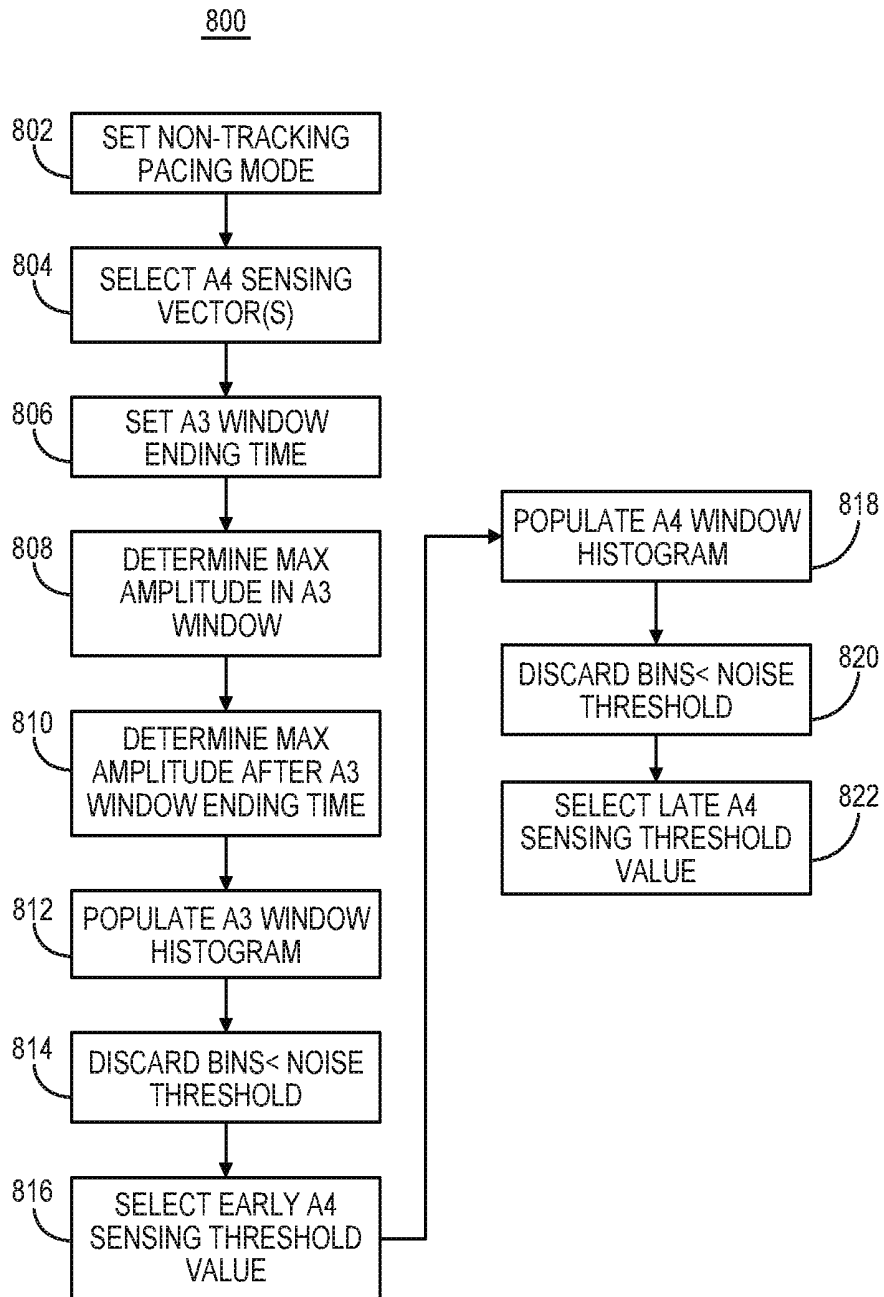 800
802
SET NON-TRACKING
PACING MODE
804
SELECT A4 SENSING
VECTOR(S)
806
SET A3 WINDOW
ENDING TIME
808
DETERMINE MAX
AMPLITUDE IN A3
WINDOW
810
DETERMINE MAX
AMPLITUDE AFTER A3
WINDOW ENDING TIME
812
POPULATE A3 WINDOW
HISTOGRAM
814
DISCARD BINS< NOISE
THRESHOLD
816
SELECT EARLY A4
SENSING THRESHOLD
VALUE
818
POPULATE A4 WINDOW
HISTOGRAM
820
DISCARD BINS< NOISE
THRESHOLD
822
SELECT LATE A4
SENSING THRESHOLD
VALUE